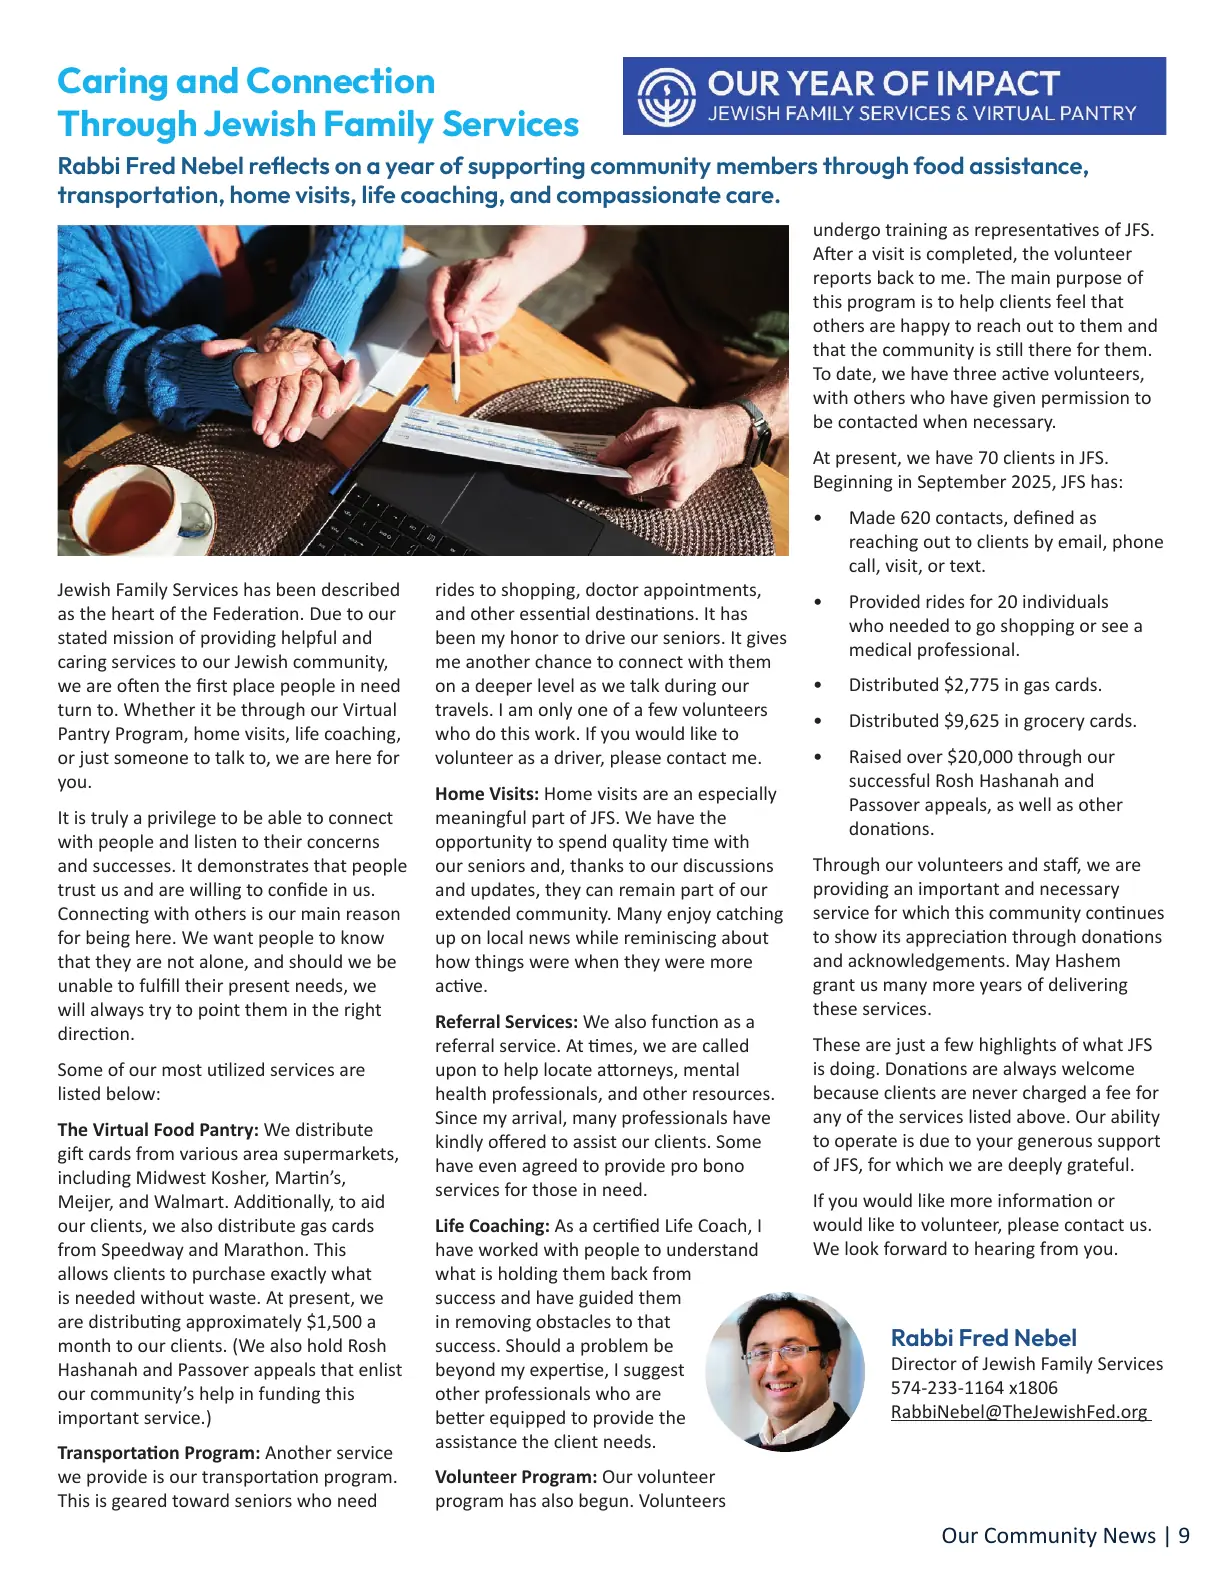 Caring and Connection
Through Jewish Family Services
OUR YEAR OF IMPACT
JEWISH FAMILY SERVICES & VIRTUAL PANTRY
Rabbi Fred Nebel reflects on a year of supporting community members through food assistance,
transportation, home visits, life coaching, and compassionate care.
Jewish Family Services has been described
as the heart of the Federation. Due to our
stated mission of providing helpful and
caring services to our Jewish community,
we are often the first place people in need
turn to. Whether it be through our Virtual
Pantry Program, home visits, life coaching,
or just someone to talk to, we are here for
you.
It is truly a privilege to be able to connect
with people and listen to their concerns
and successes. It demonstrates that people
trust us and are willing to confide in us.
Connecting with others is our main reason
for being here. We want people to know
that they are not alone, and should we be
unable to fulfill their present needs, we
will always try to point them in the right
direction.
Some of our most utilized services are
listed below:
The Virtual Food Pantry: We distribute
gift cards from various area supermarkets,
including Midwest Kosher, Martin’s,
Meijer, and Walmart. Additionally, to aid
our clients, we also distribute gas cards
from Speedway and Marathon. This
allows clients to purchase exactly what
is needed without waste. At present, we
are distributing approximately $1,500 a
month to our clients. (We also hold Rosh
Hashanah and Passover appeals that enlist
our community’s help in funding this
important service.)
Transportation Program: Another service
we provide is our transportation program.
This is geared toward seniors who need
rides to shopping, doctor appointments,
and other essential destinations. It has
been my honor to drive our seniors. It gives
me another chance to connect with them
on a deeper level as we talk during our
travels. I am only one of a few volunteers
who do this work. If you would like to
volunteer as a driver, please contact me.
Home Visits: Home visits are an especially
meaningful part of JFS. We have the
opportunity to spend quality time with
our seniors and, thanks to our discussions
and updates, they can remain part of our
extended community. Many enjoy catching
up on local news while reminiscing about
how things were when they were more
active.
Referral Services: We also function as a
referral service. At times, we are called
upon to help locate attorneys, mental
health professionals, and other resources.
Since my arrival, many professionals have
kindly offered to assist our clients. Some
have even agreed to provide pro bono
services for those in need.
Life Coaching: As a certified Life Coach, I
have worked with people to understand
what is holding them back from
success and have guided them
in removing obstacles to that
success. Should a problem be
beyond my expertise, I suggest
other professionals who are
better equipped to provide the
assistance the client needs.
Volunteer Program: Our volunteer
program has also begun. Volunteers
undergo training as representatives of JFS.
After a visit is completed, the volunteer
reports back to me. The main purpose of
this program is to help clients feel that
others are happy to reach out to them and
that the community is still there for them.
To date, we have three active volunteers,
with others who have given permission to
be contacted when necessary.
At present, we have 70 clients in JFS.
Beginning in September 2025, JFS has:
• Made 620 contacts, defined as
reaching out to clients by email, phone
call, visit, or text.
• Provided rides for 20 individuals
who needed to go shopping or see a
medical professional.
• Distributed $2,775 in gas cards.
• Distributed $9,625 in grocery cards.
• Raised over $20,000 through our
successful Rosh Hashanah and
Passover appeals, as well as other
donations.
Through our volunteers and staff, we are
providing an important and necessary
service for which this community continues
to show its appreciation through donations
and acknowledgements. May Hashem
grant us many more years of delivering
these services.
These are just a few highlights of what JFS
is doing. Donations are always welcome
because clients are never charged a fee for
any of the services listed above. Our ability
to operate is due to your generous support
of JFS, for which we are deeply grateful.
If you would like more information or
would like to volunteer, please contact us.
We look forward to hearing from you.
Rabbi Fred Nebel
Director of Jewish Family Services
574-233-1164 x1806
RabbiNebel@TheJewishFed.org
Our Community News | 9